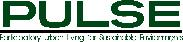 PULSE
Participatory Urban Living for Sustainable Environments